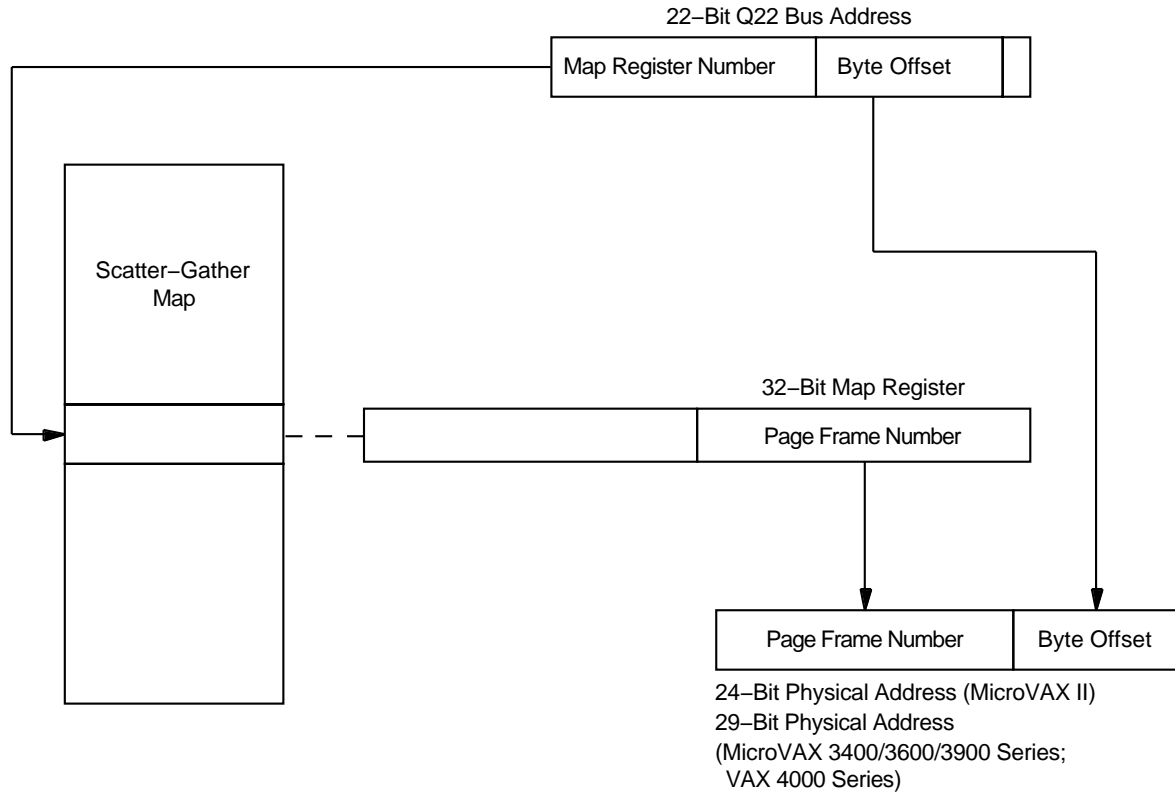 22−Bit Q22 Bus Address
Map Register Number
Byte Offset
Scatter−Gather
Map
32−Bit Map Register
Page Frame Number
Page Frame Number
Byte Offset
24−Bit Physical Address (MicroVAX II)
29−Bit Physical Address
(MicroVAX 3400/3600/3900 Series;
VAX 4000 Series)